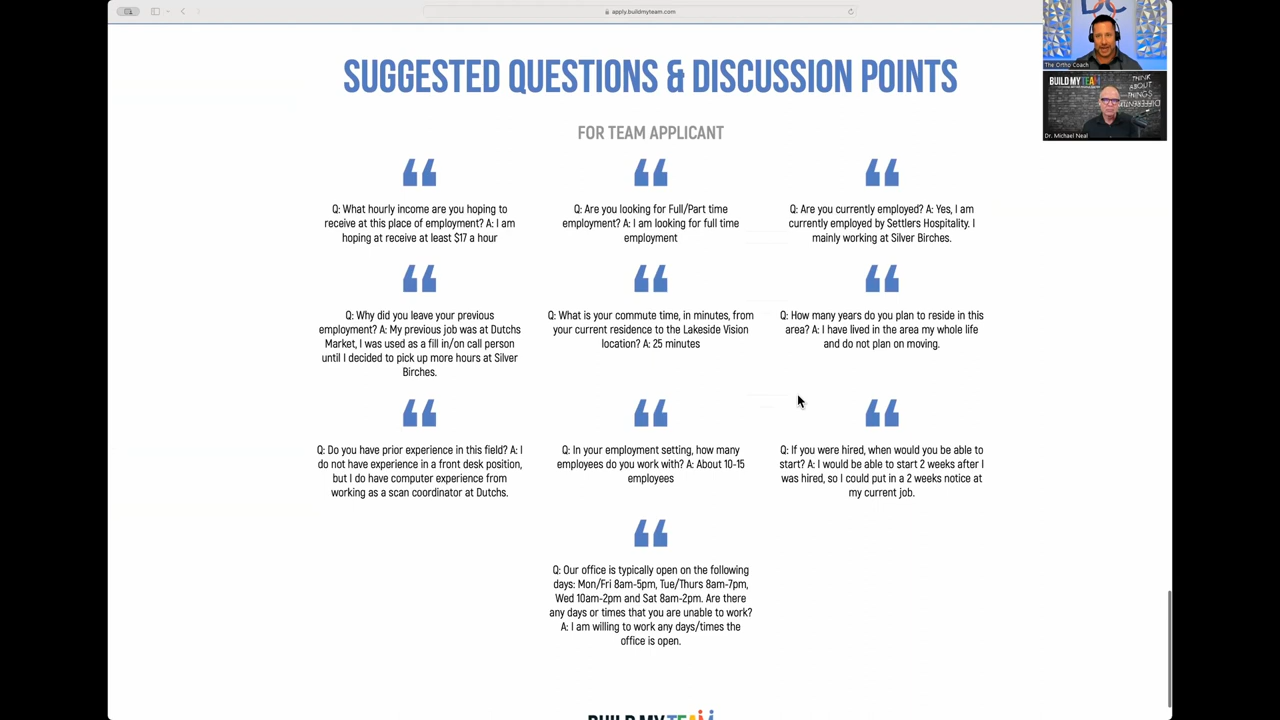 apply.buildmyteam.com
SUGGESTED QUESTIONS & DISCUSSION POINTS
FOR TEAM APPLICANT
Q: What hourly income are you hoping to
receive at this place of employment? A: I am
hoping at receive at least $17 a hour
Q: Are you looking for Full/Part time
employment? A: I am looking for full time
employment
Q: Are you currently employed? A: Yes, I am
currently employed by Settlers Hospitality. I
mainly working at Silver Birches.
Q: Why did you leave your previous
employment? A: My previous job was at Dutchs
Market, I was used as a fill in/on call person
until I decided to pick up more hours at Silver
Birches.
Q: What is your commute time, in minutes, from
your current residence to the Lakeside Vision
location? A: 25 minutes
Q: How many years do you plan to reside in this
area? A: I have lived in the area my whole life
and do not plan on moving.
Q: Do you have prior experience in this field? A: I
do not have experience in a front desk position,
but I do have computer experience from
working as a scan coordinator at Dutchs.
Q: In your employment setting, how many
employees do you work with? A: About 10-15
employees
Q: If you were hired, when would you be able to
start? A: I would be able to start 2 weeks after I
was hired, so I could put in a 2 weeks notice at
my current job.
Q: Our office is typically open on the following
days: Mon/Fri 8am-5pm, Tue/Thurs 8am-7pm,
Wed 10am-2pm and Sat 8am-2pm. Are there
any days or times that you are unable to work?
A: I am willing to work any days/times the
office is open.
BUILD MY TEAM
The Ortho Coach
BUILD MY TEAM
THINK
ABOUT
THINGS
DIFFERENTLY
Dr. Michael Neal